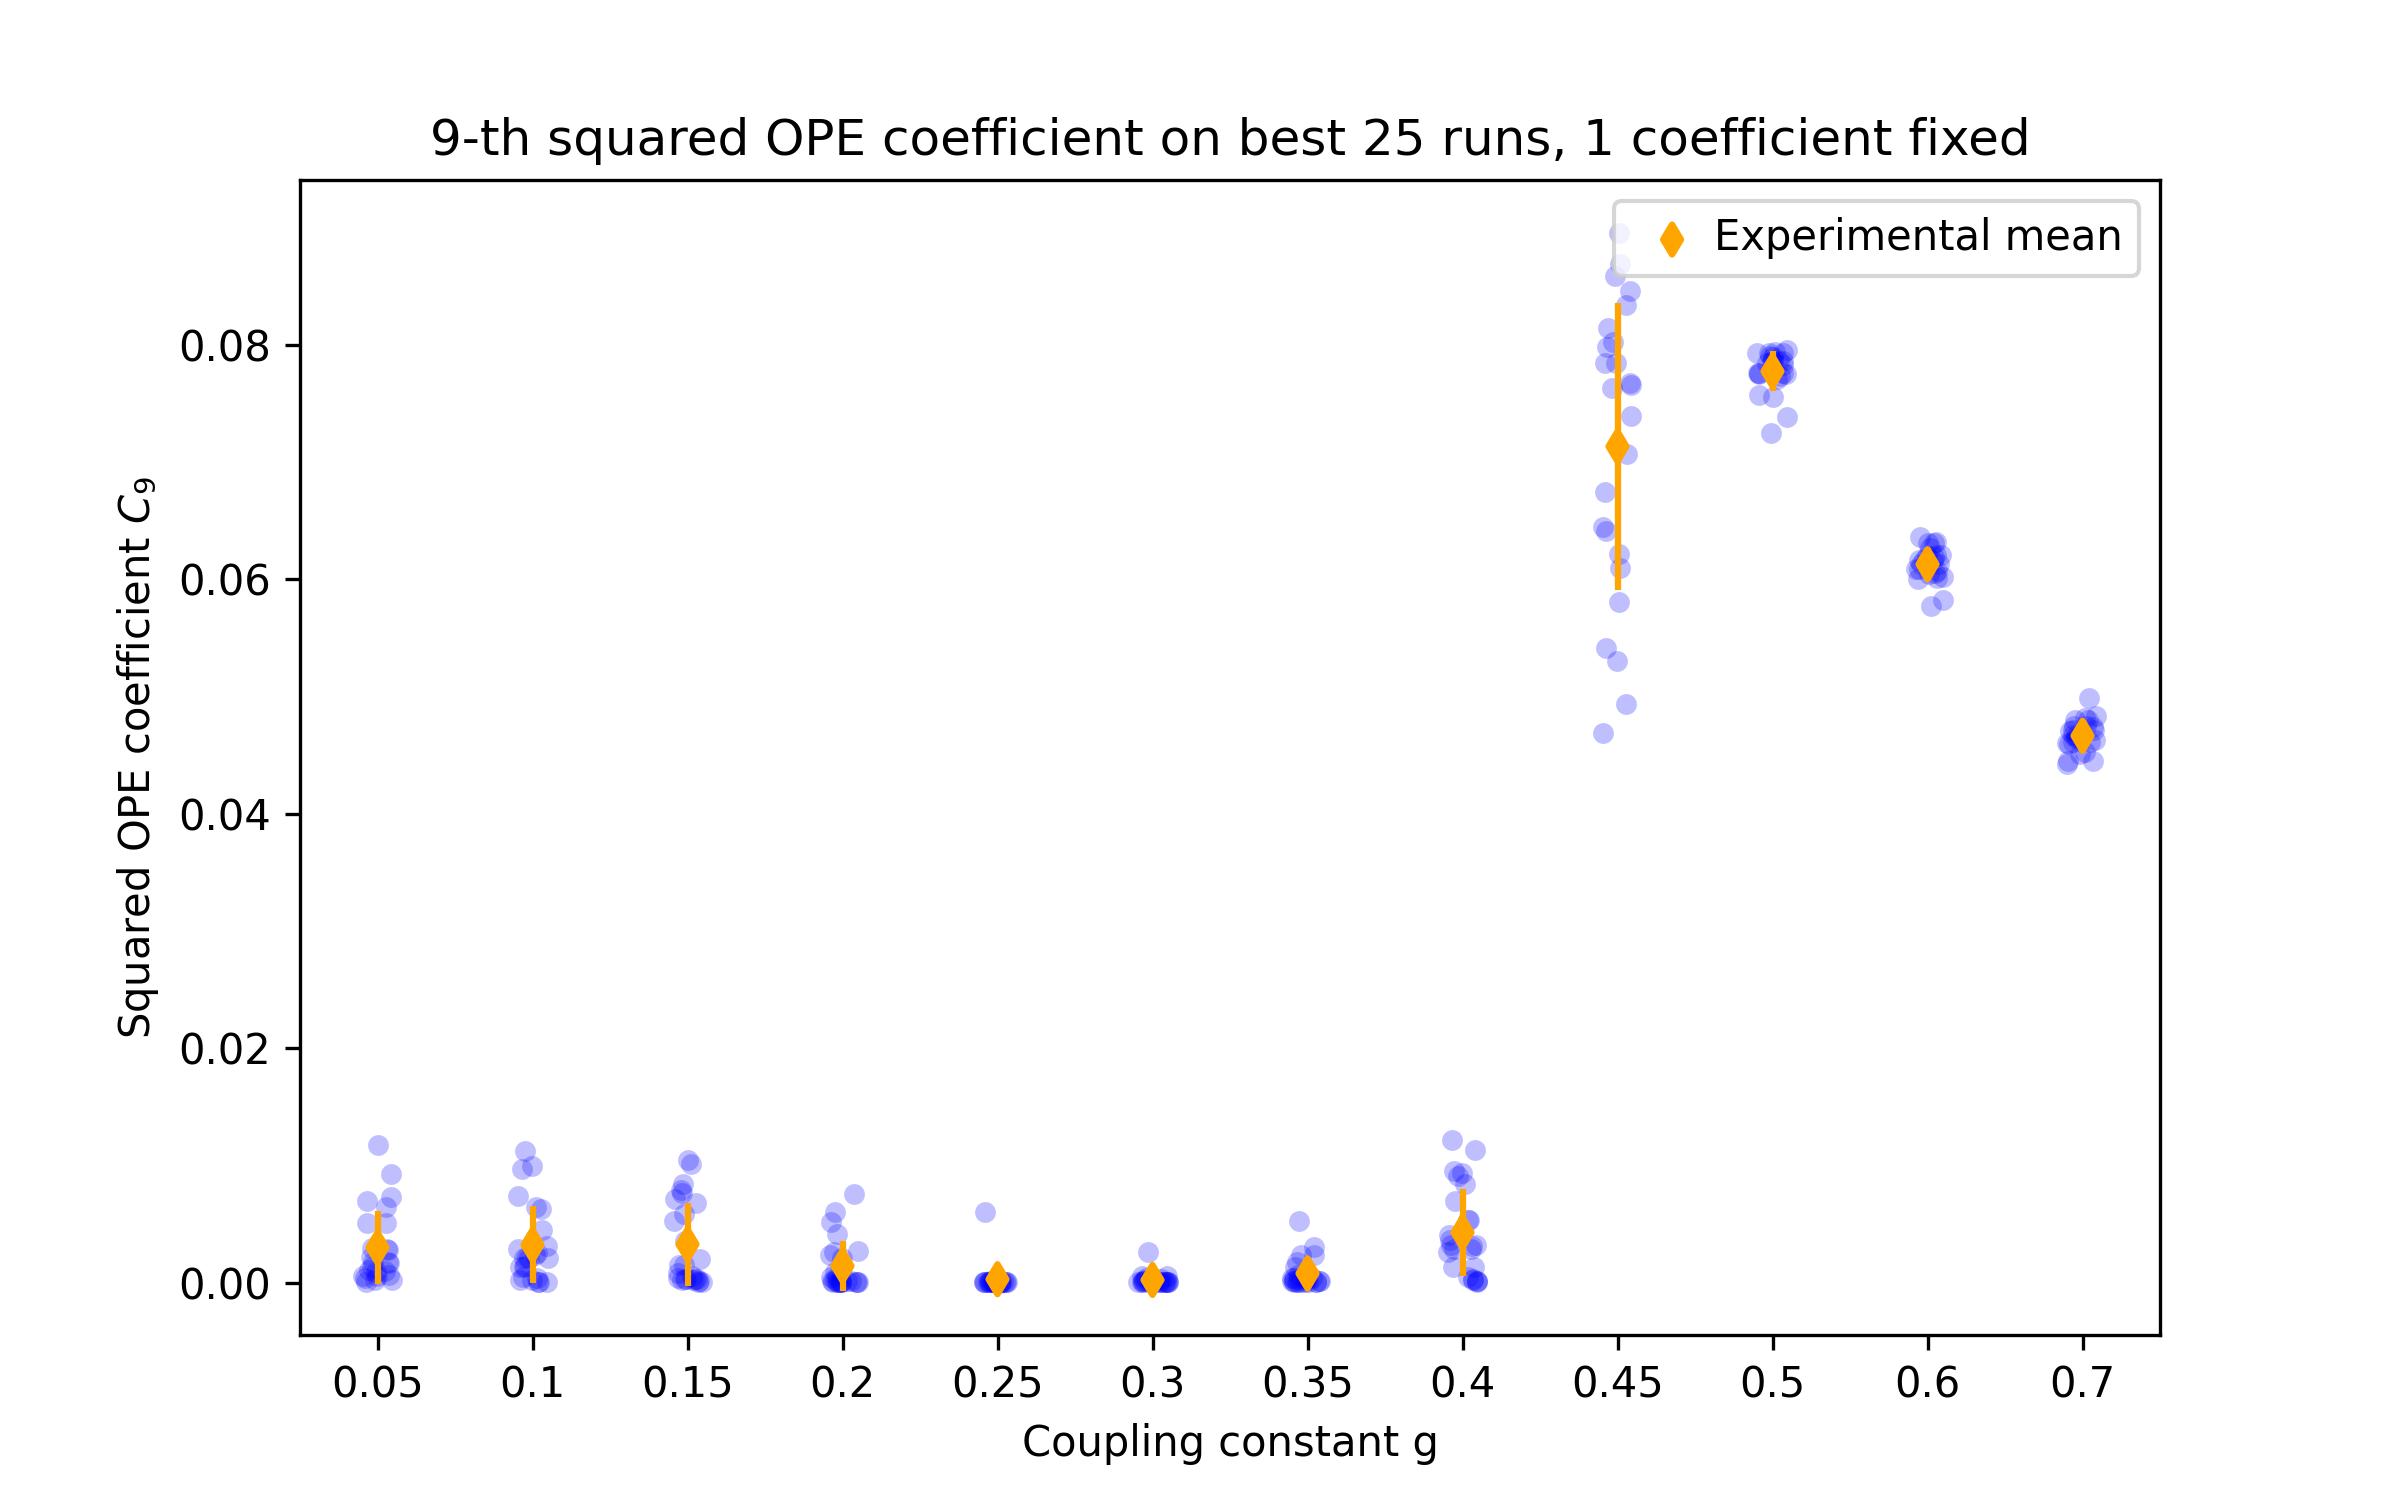 9-th squared OPE coefficient on best 25 runs, 1 coefficient fixed
Experimental mean
Squared OPE coefficient C₉
0.08
0.06
0.04
0.02
0.00
0.05 0.1 0.15 0.2 0.25 0.3 0.35 0.4 0.45 0.5 0.6 0.7
Coupling constant g